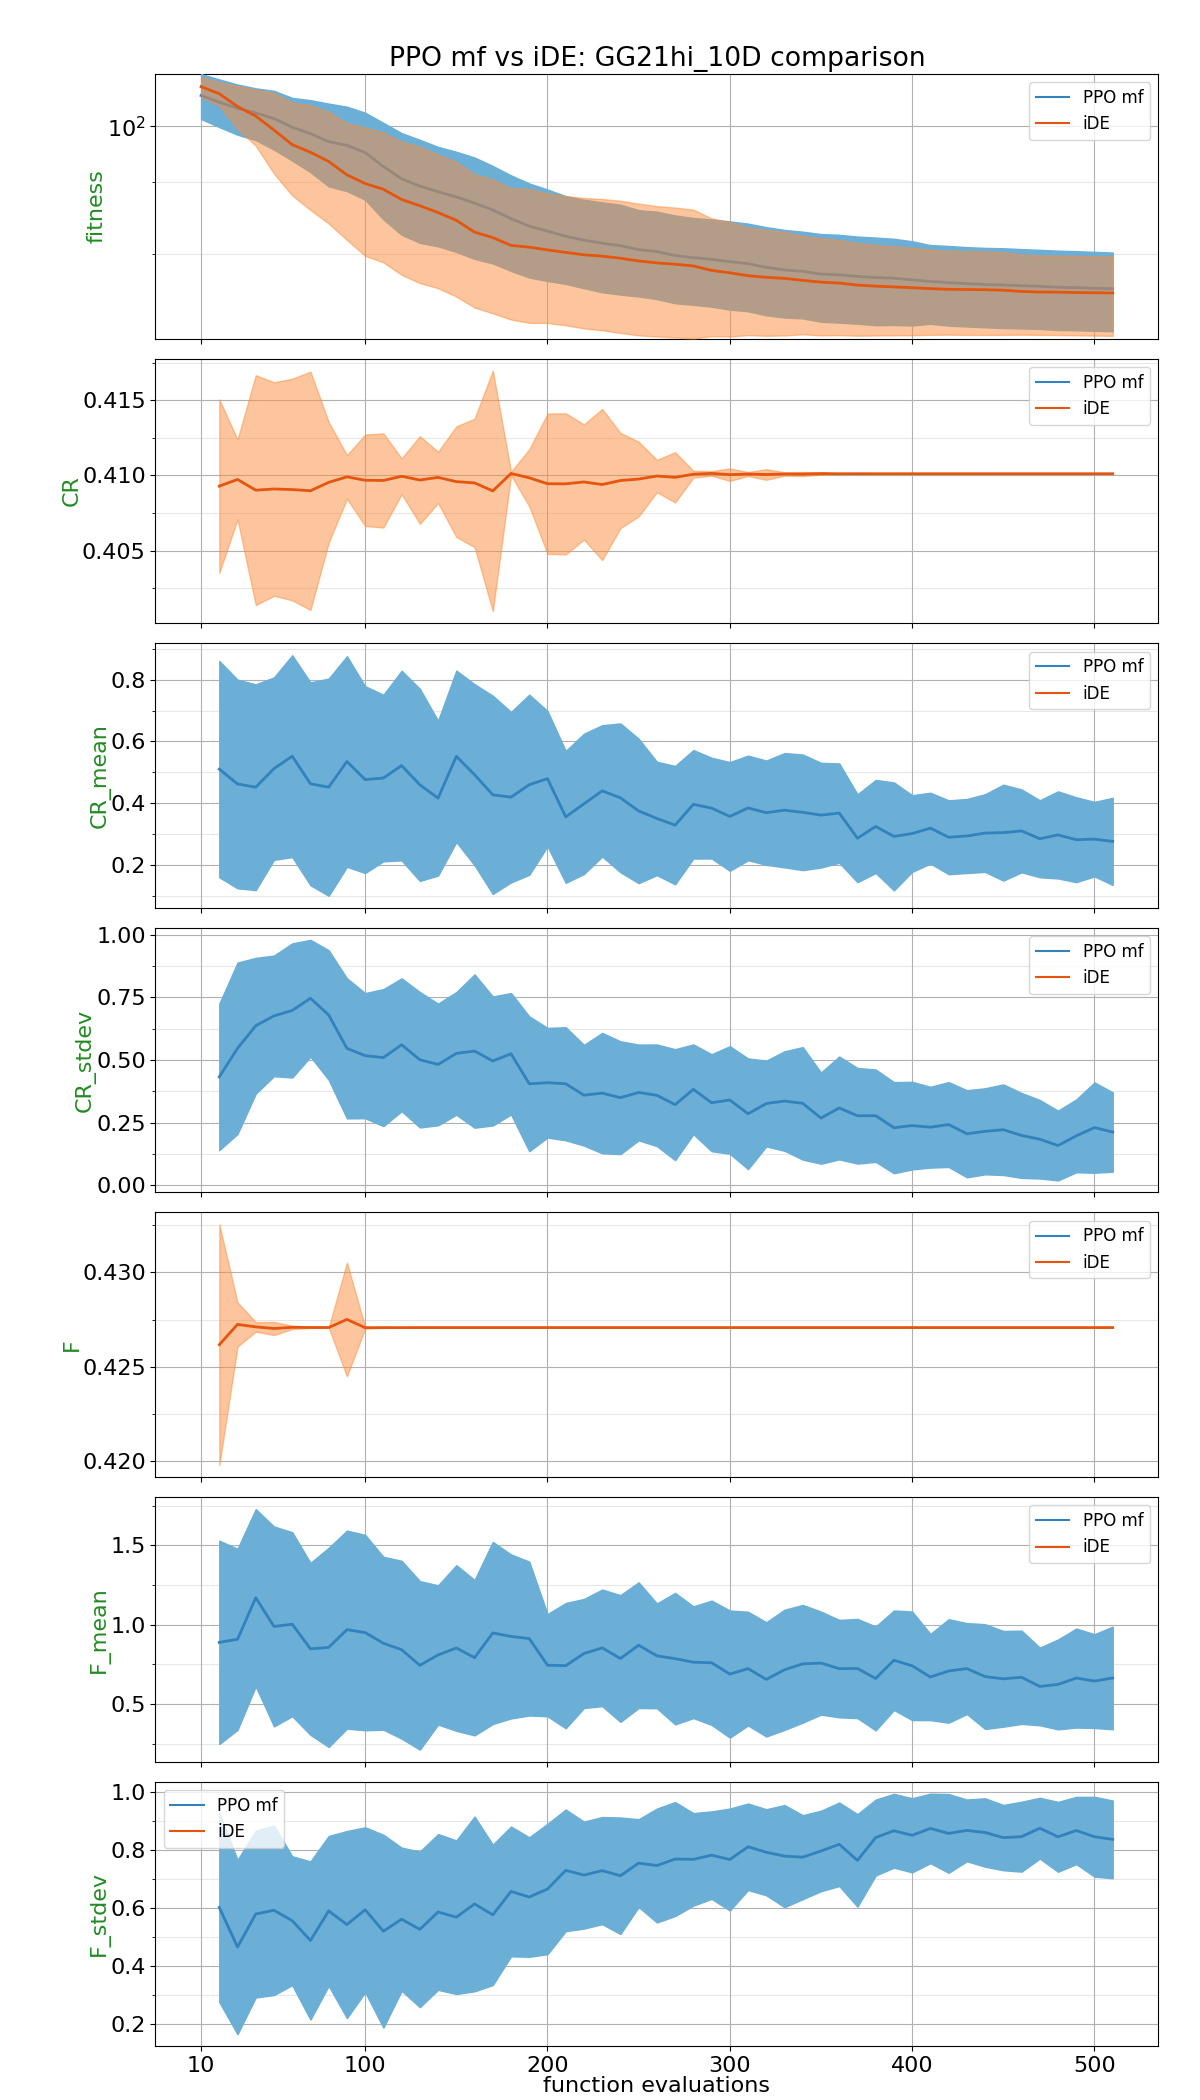 PPO mf vs iDE: GG21hi_10D comparison
10²
fitness
PPO mf
iDE
0.415
0.410
0.405
CR
PPO mf
iDE
0.8
0.6
0.4
0.2
CR_mean
PPO mf
iDE
1.00
0.75
0.50
0.25
0.00
CR_stdev
PPO mf
iDE
0.430
0.425
0.420
F
PPO mf
iDE
1.5
1.0
0.5
F_mean
PPO mf
iDE
1.0
0.8
0.6
0.4
0.2
F_stdev
PPO mf
iDE
10 100 200 300 400 500
function evaluations